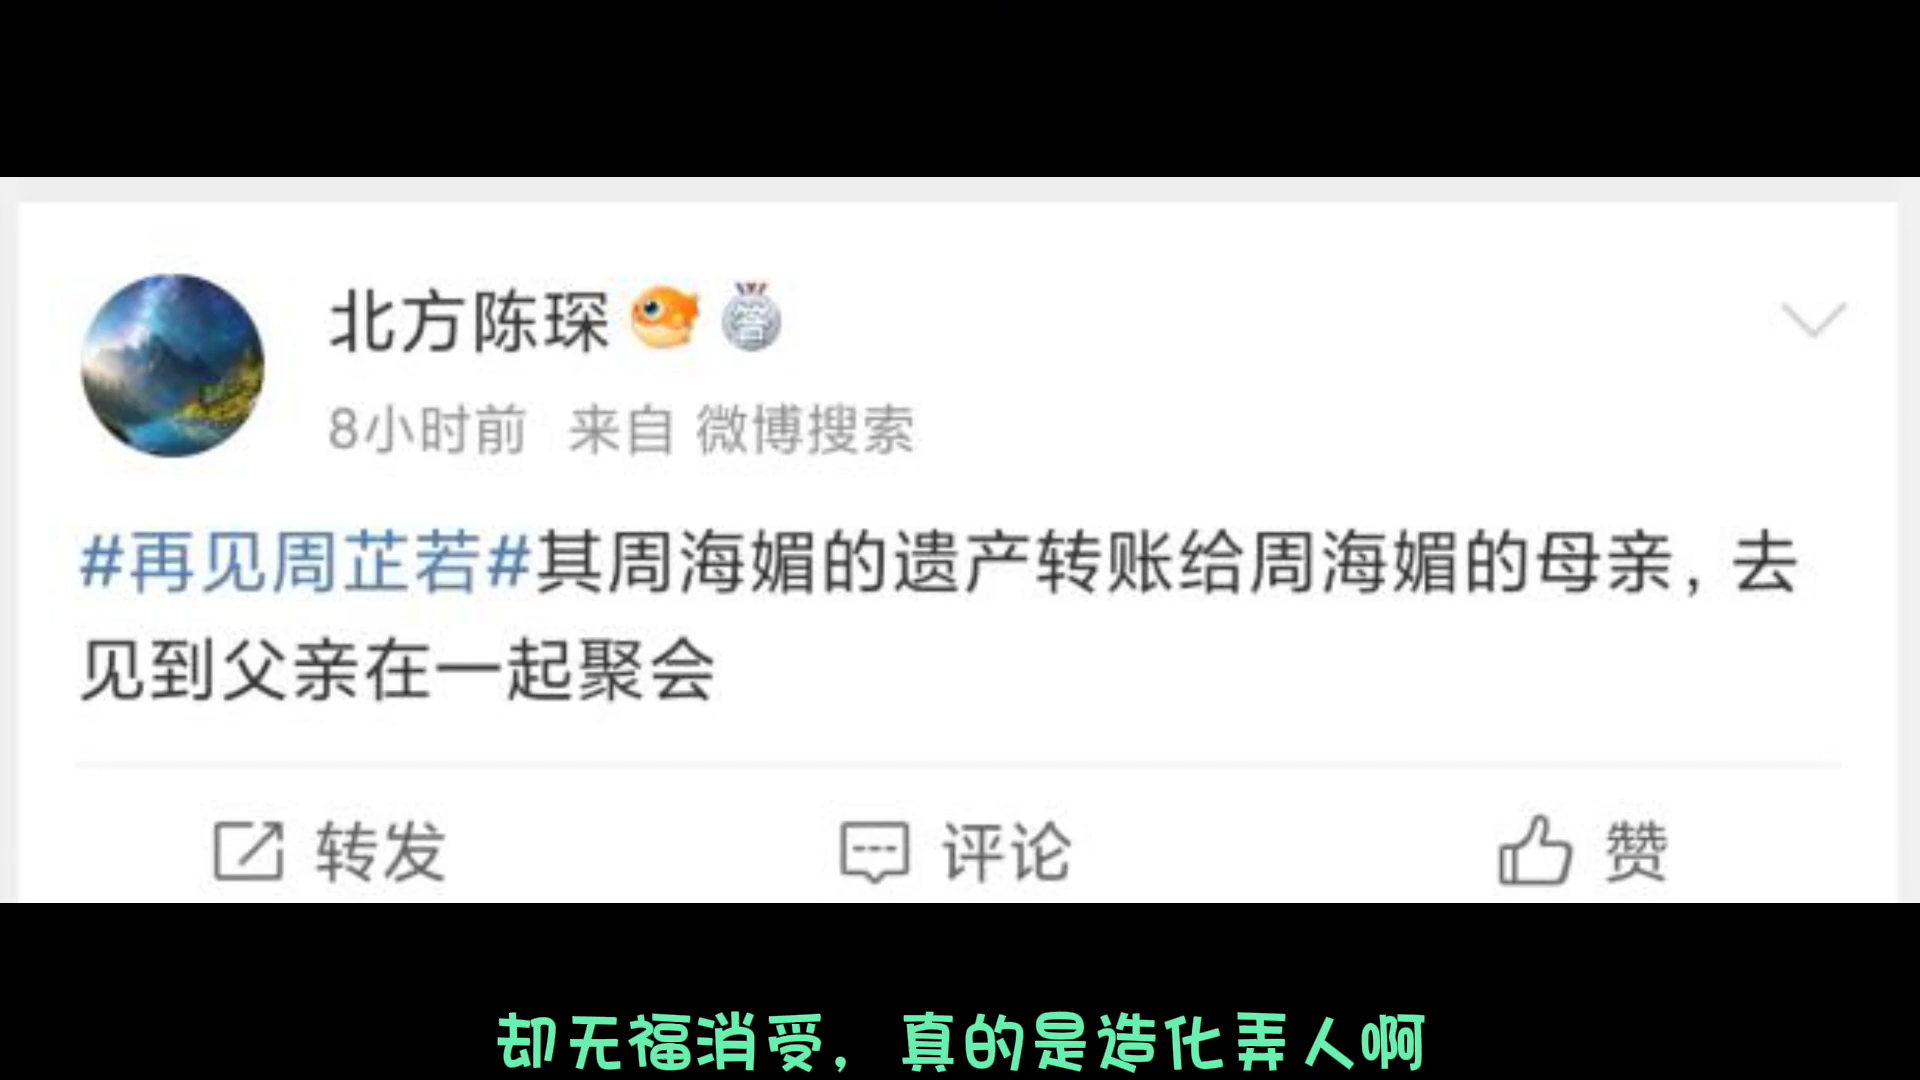 北方陈琛
答
8小时前 来自 微博搜索
#再见周芷若#其周海媚的遗产转账给周海媚的母亲，去
见到父亲在一起聚会
转发 评论 赞
却无福消受，真的是造化弄人啊